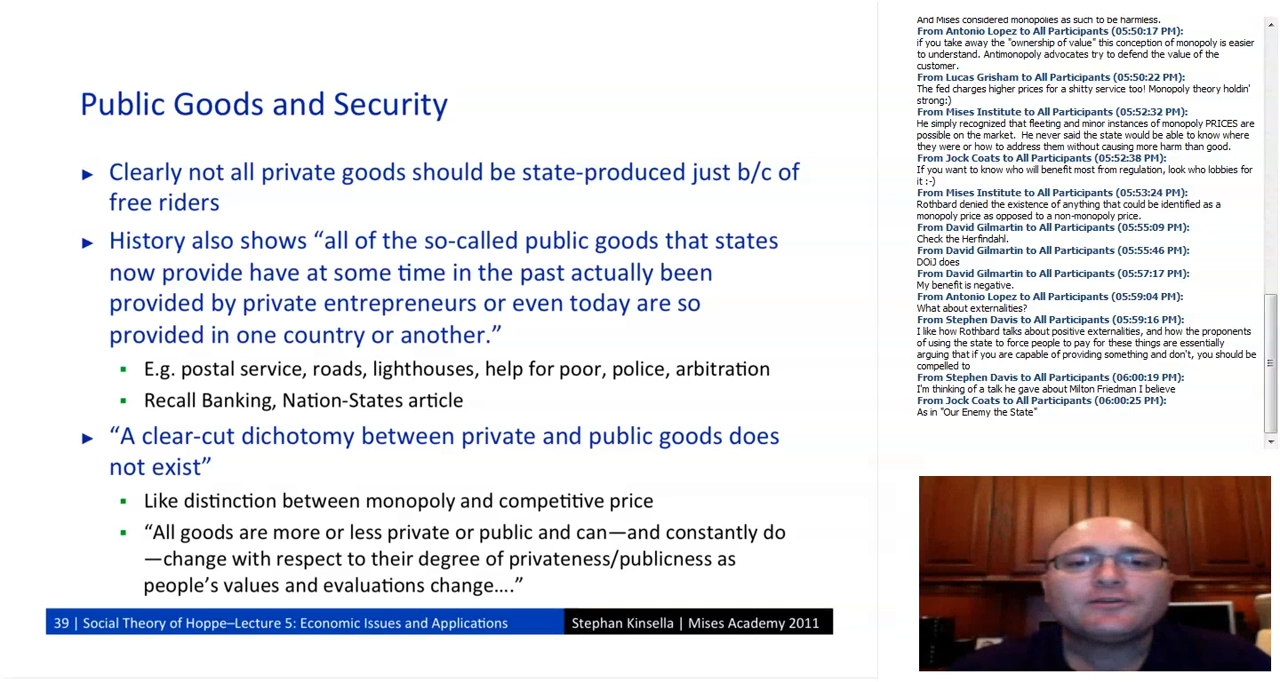 Public Goods and Security
► Clearly not all private goods should be state-produced just b/c of
free riders
► History also shows “all of the so-called public goods that states
now provide have at some time in the past actually been
provided by private entrepreneurs or even today are so
provided in one country or another.”
▪ E.g. postal service, roads, lighthouses, help for poor, police, arbitration
▪ Recall Banking, Nation-States article
► “A clear-cut dichotomy between private and public goods does
not exist”
▪ Like distinction between monopoly and competitive price
▪ “All goods are more or less private or public and can—and constantly do
—change with respect to their degree of privateness/publicness as
people’s values and evaluations change….”
39 | Social Theory of Hoppe–Lecture 5: Economic Issues and Applications
Stephan Kinsella | Mises Academy 2011
And Mises considered monopolies as such to be harmless.
From Antonio Lopez to All Participants (05:50:17 PM):
if you take away the "ownership of value" this conception of monopoly is easier
to understand. Antimonopoly advocates try to defend the value of the
customer.
From Lucas Grisham to All Participants (05:50:22 PM):
The fed charges higher prices for a shitty service too! Monopoly theory holdin'
strong:)
From Mises Institute to All Participants (05:52:32 PM):
He simply recognized that fleeting and minor instances of monopoly PRICES are
possible on the market. He never said the state would be able to know where
they were or how to address them without causing more harm than good.
From Jock Coats to All Participants (05:52:38 PM):
If you want to know who will benefit most from regulation, look who lobbies for
it :-)
From Mises Institute to All Participants (05:53:24 PM):
Rothbard denied the existence of anything that could be identified as a
monopoly price as opposed to a non-monopoly price.
From David Gilmartin to All Participants (05:55:09 PM):
Check the Herfindahl.
From David Gilmartin to All Participants (05:55:46 PM):
DOiJ does
From David Gilmartin to All Participants (05:57:17 PM):
My benefit is negative.
From Antonio Lopez to All Participants (05:59:04 PM):
What about externalities?
From Stephen Davis to All Participants (05:59:16 PM):
I like how Rothbard talks about positive externalities, and how the proponents
of using the state to force people to pay for these things are essentially
arguing that if you are capable of providing something and don't, you should be
compelled to
From Stephen Davis to All Participants (06:00:19 PM):
I'm thinking of a talk he gave about Milton Friedman I believe
From Jock Coats to All Participants (06:00:25 PM):
As in "Our Enemy the State"